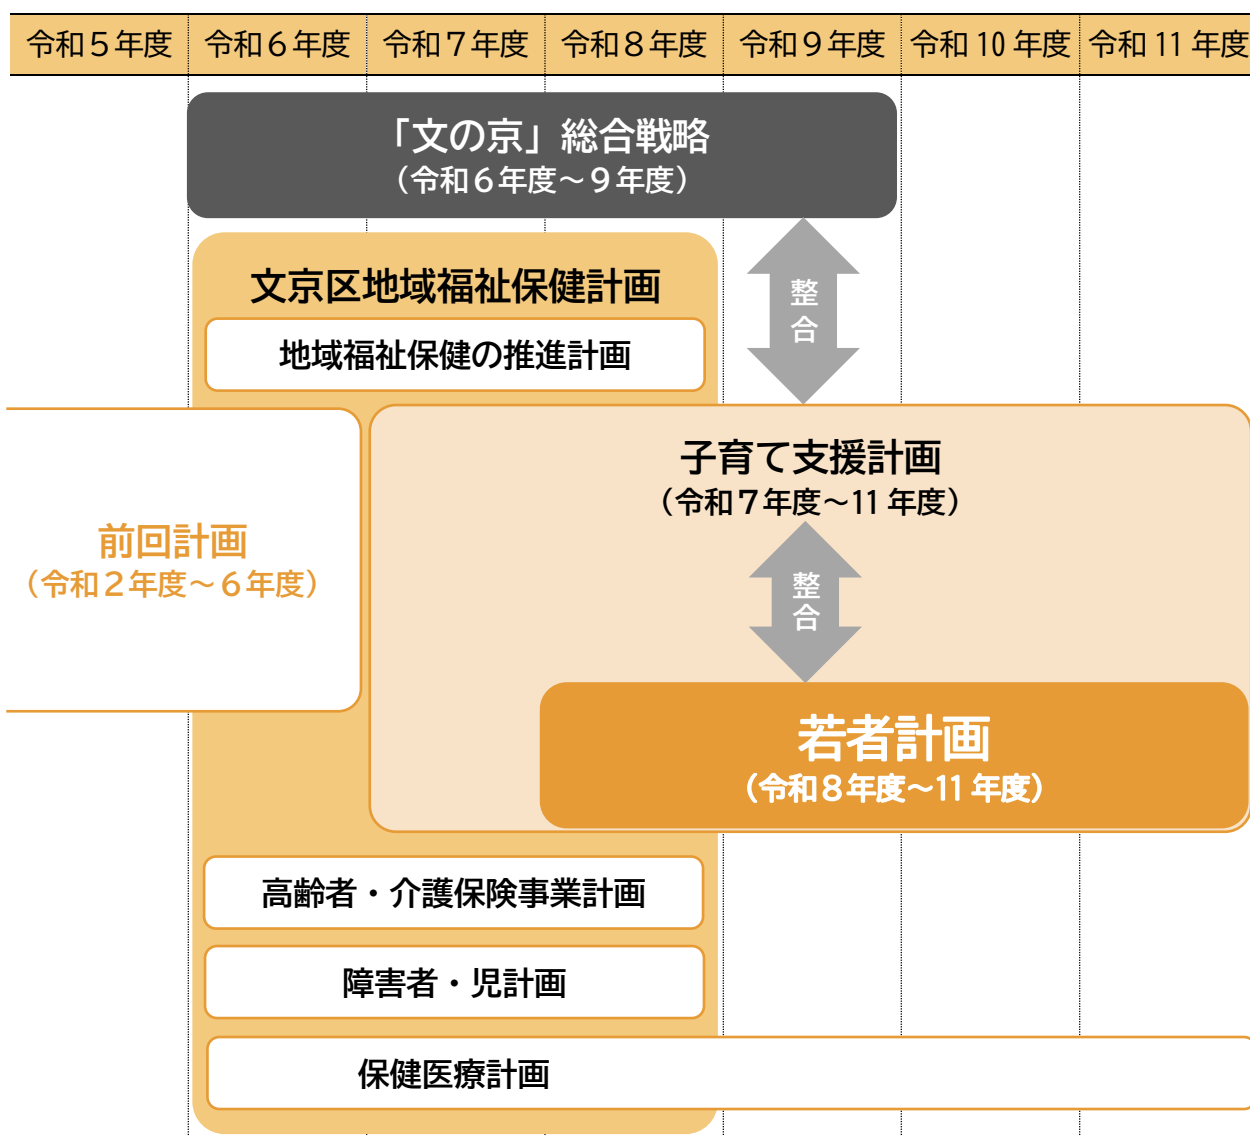 令和５年度 令和６年度 令和７年度 令和８年度 令和９年度 令和 10 年度 令和 11 年度
「文の京」総合戦略
（令和６年度～９年度）
文京区地域福祉保健計画
整合
地域福祉保健の推進計画
子育て支援計画
（令和７年度～11 年度）
前回計画
（令和２年度～６年度）
整合
若者計画
（令和８年度～11 年度）
高齢者・介護保険事業計画
障害者・児計画
保健医療計画